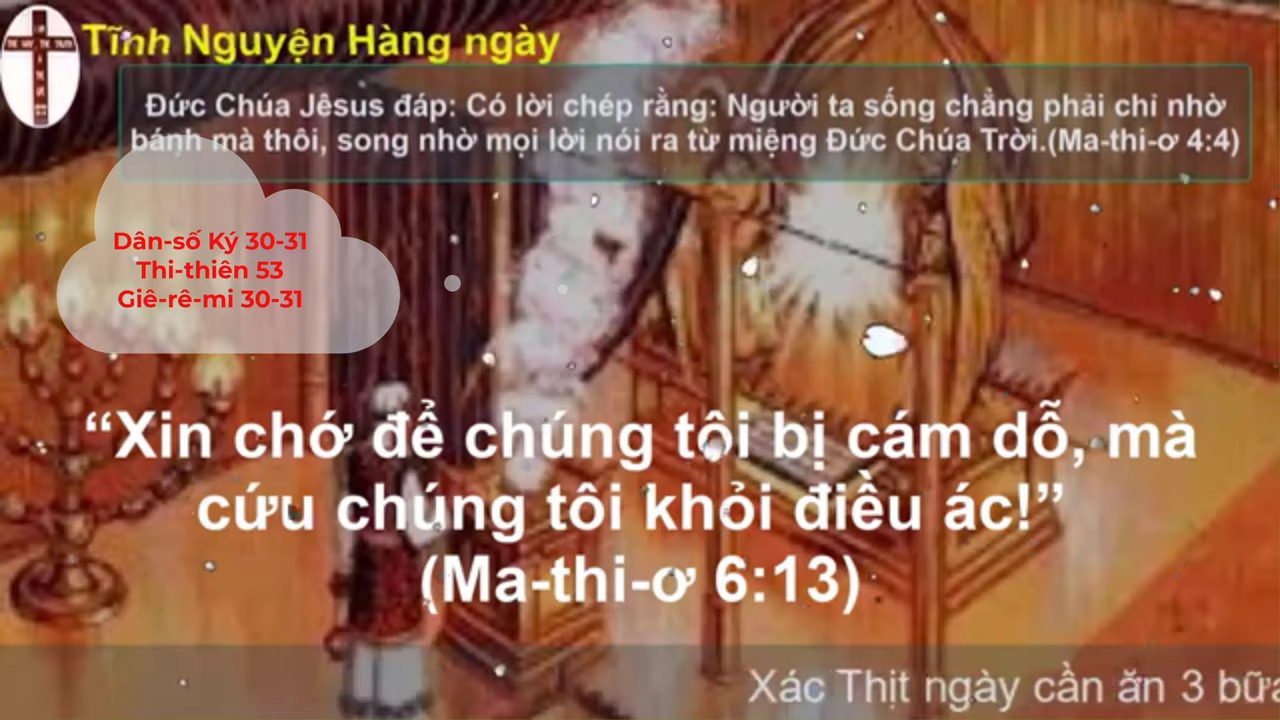 Tĩnh Nguyện Hàng ngày
Đức Chúa Jêsus đáp: Có lời chép rằng: Người ta sống chẳng phải chỉ nhờ
bánh mà thôi, song nhờ mọi lời nói ra từ miệng Đức Chúa Trời.(Ma-thi-ơ 4:4)
Dân-số Ký 30-31
Thi-thiên 53
Giê-rê-mi 30-31
“Xin chớ để chúng tôi bị cám dỗ, mà
cứu chúng tôi khỏi điều ác!”
(Ma-thi-ơ 6:13)
Xác Thịt ngày cần ăn 3 bữa